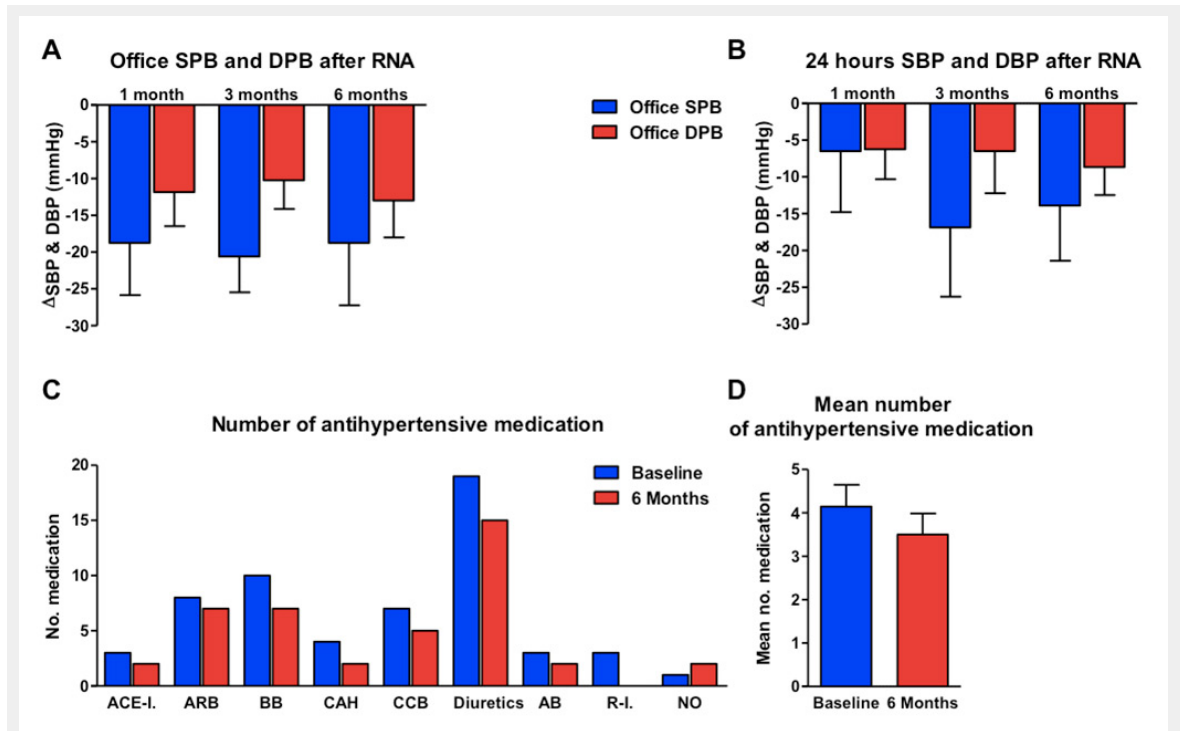 A
Office SPB and DPB after RNA
1 month 3 months 6 months
0
-5
-10
-15
-20
-25
-30
ΔSBP & DBP (mmHg)
Office SPB
Office DPB
B
24 hours SBP and DBP after RNA
1 month 3 months 6 months
0
-5
-10
-15
-20
-25
-30
ΔSBP & DBP (mmHg)
C
Number of antihypertensive medication
20
15
10
5
0
No. medication
Baseline
6 Months
ACE-I. ARB BB CAH CCB Diuretics AB R-I. NO
D
Mean number
of antihypertensive medication
5
4
3
2
1
0
Mean no. medication
Baseline 6 Months